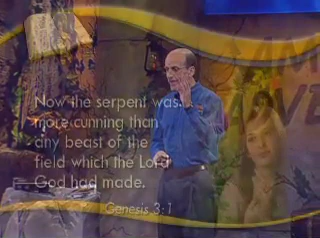 Now the serpent was
more cunning than
any beast of the
field which the Lord
God had made.
Genesis 3:1